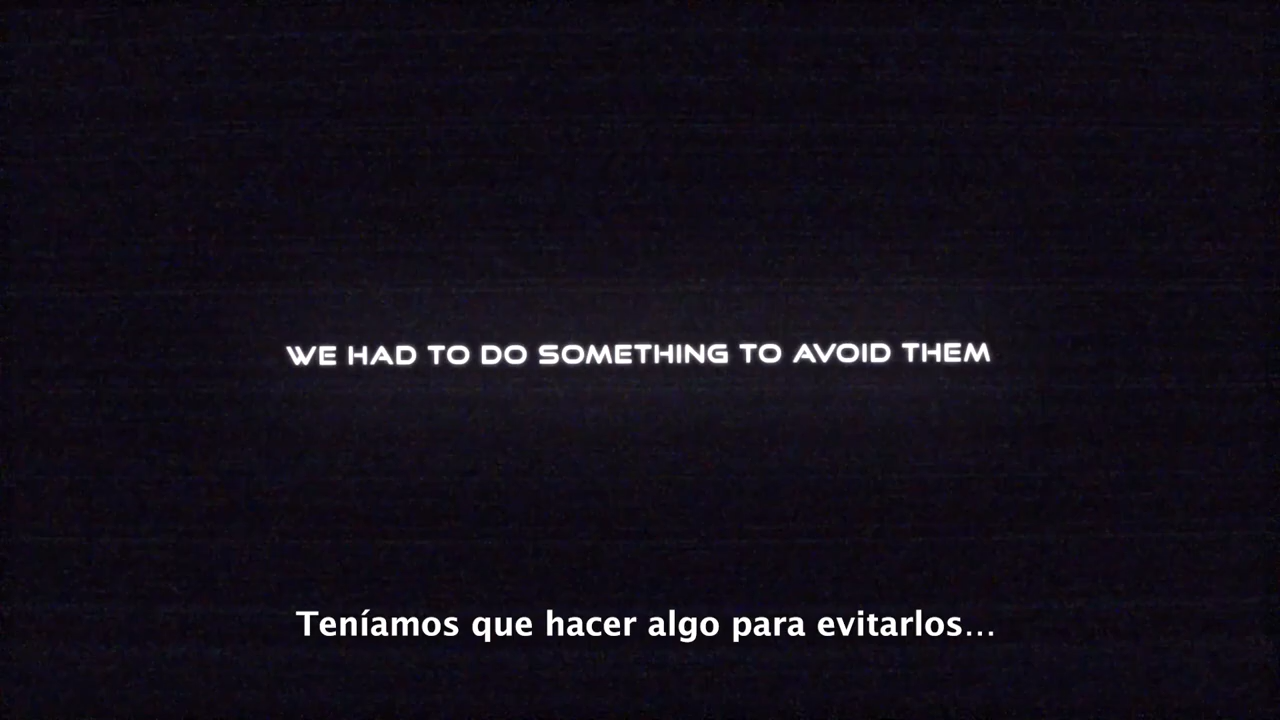 WE HAD TO DO SOMETHING TO AVOID THEM
Teníamos que hacer algo para evitarlos...